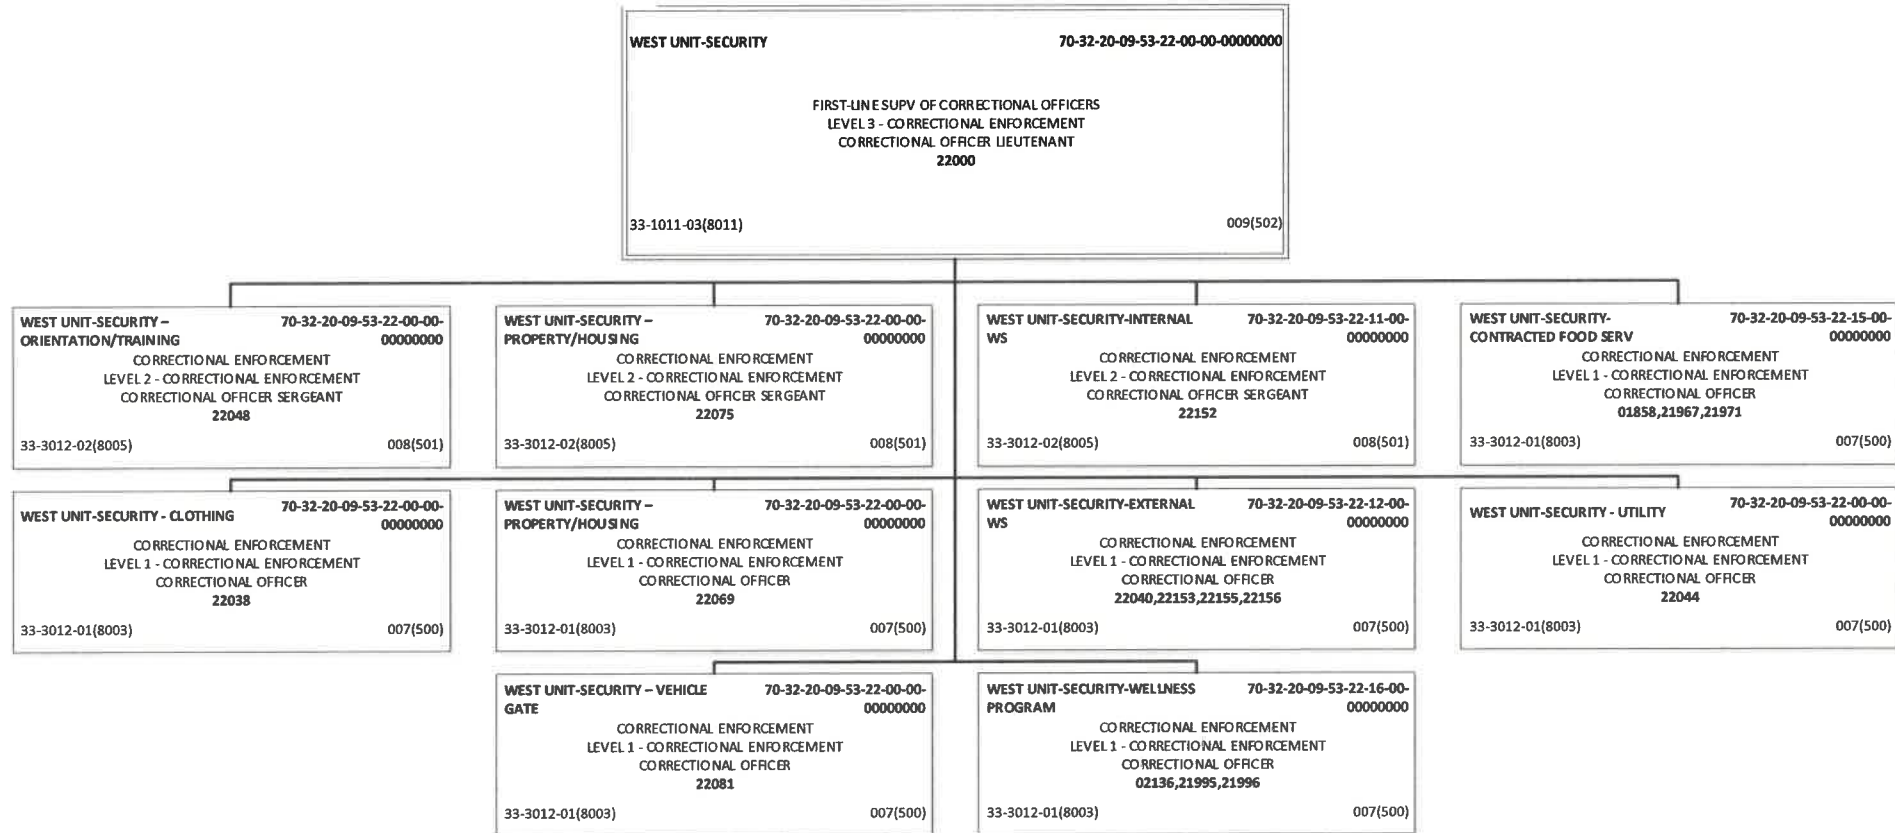 WEST UNIT-SECURITY 70-32-20-09-53-22-00-00-00000000
FIRST-LINE SUPV OF CORRECTIONAL OFFICERS
LEVEL 3 - CORRECTIONAL ENFORCEMENT
CORRECTIONAL OFFICER LIEUTENANT
22000
33-1011-03(8011) 009(502)
WEST UNIT-SECURITY – 70-32-20-09-53-22-00-00-
ORIENTATION/TRAINING 00000000
CORRECTIONAL ENFORCEMENT
LEVEL 2 - CORRECTIONAL ENFORCEMENT
CORRECTIONAL OFFICER SERGEANT
22048
33-3012-02(8005) 008(501)
WEST UNIT-SECURITY – 70-32-20-09-53-22-00-00-
PROPERTY/HOUSING 00000000
CORRECTIONAL ENFORCEMENT
LEVEL 2 - CORRECTIONAL ENFORCEMENT
CORRECTIONAL OFFICER SERGEANT
22075
33-3012-02(8005) 008(501)
WEST UNIT-SECURITY-INTERNAL 70-32-20-09-53-22-11-00-
WS 00000000
CORRECTIONAL ENFORCEMENT
LEVEL 2 - CORRECTIONAL ENFORCEMENT
CORRECTIONAL OFFICER SERGEANT
22152
33-3012-02(8005) 008(501)
WEST UNIT-SECURITY- 70-32-20-09-53-22-15-00-
CONTRACTED FOOD SERV 00000000
CORRECTIONAL ENFORCEMENT
LEVEL 1 - CORRECTIONAL ENFORCEMENT
CORRECTIONAL OFFICER
01858,21967,21971
33-3012-01(8003) 007(500)
WEST UNIT-SECURITY - CLOTHING 70-32-20-09-53-22-00-00-
00000000
CORRECTIONAL ENFORCEMENT
LEVEL 1 - CORRECTIONAL ENFORCEMENT
CORRECTIONAL OFFICER
22038
33-3012-01(8003) 007(500)
WEST UNIT-SECURITY – 70-32-20-09-53-22-00-00-
PROPERTY/HOUSING 00000000
CORRECTIONAL ENFORCEMENT
LEVEL 1 - CORRECTIONAL ENFORCEMENT
CORRECTIONAL OFFICER
22069
33-3012-01(8003) 007(500)
WEST UNIT-SECURITY-EXTERNAL 70-32-20-09-53-22-12-00-
WS 00000000
CORRECTIONAL ENFORCEMENT
LEVEL 1 - CORRECTIONAL ENFORCEMENT
CORRECTIONAL OFFICER
22040,22153,22155,22156
33-3012-01(8003) 007(500)
WEST UNIT-SECURITY - UTILITY 70-32-20-09-53-22-00-00-
00000000
CORRECTIONAL ENFORCEMENT
LEVEL 1 - CORRECTIONAL ENFORCEMENT
CORRECTIONAL OFFICER
22044
33-3012-01(8003) 007(500)
WEST UNIT-SECURITY – VEHICLE 70-32-20-09-53-22-00-00-
GATE 00000000
CORRECTIONAL ENFORCEMENT
LEVEL 1 - CORRECTIONAL ENFORCEMENT
CORRECTIONAL OFFICER
22081
33-3012-01(8003) 007(500)
WEST UNIT-SECURITY-WELLNESS 70-32-20-09-53-22-16-00-
PROGRAM 00000000
CORRECTIONAL ENFORCEMENT
LEVEL 1 - CORRECTIONAL ENFORCEMENT
CORRECTIONAL OFFICER
02136,21995,21996
33-3012-01(8003) 007(500)